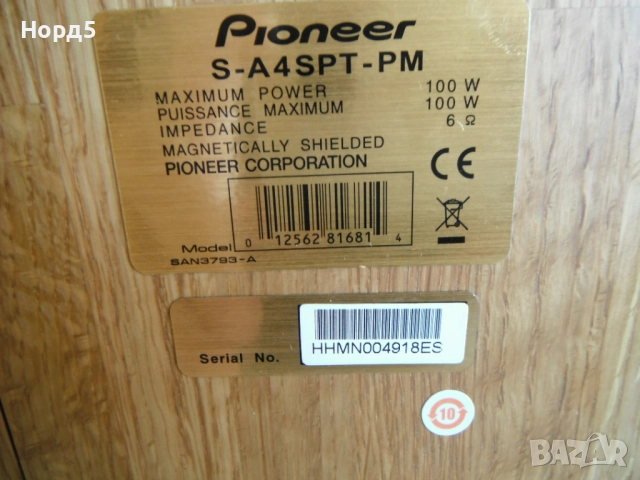 Норд5
Pioneer
S-A4SPT-PM
MAXIMUM POWER 100 W
PUISSANCE MAXIMUM 100 W
IMPEDANCE 6 Ω
MAGNETICALLY SHIELDED
PIONEER CORPORATION
CE
Model 0 12562 81681 4
SAN3793-A
Serial No. HHMN004918ES
10
BAZAR